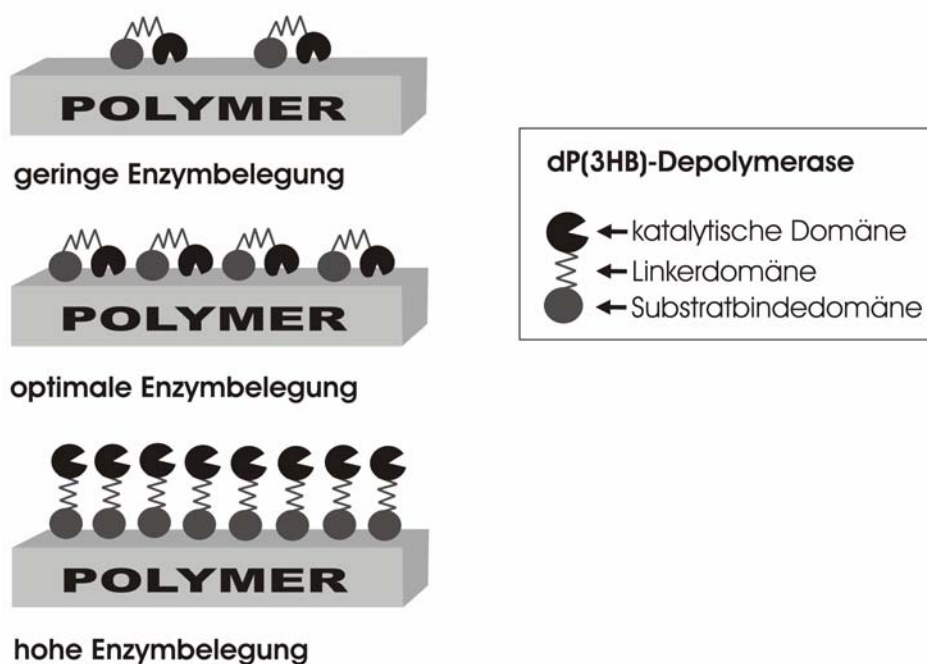 POLYMER
geringe Enzymbelegung
POLYMER
optimale Enzymbelegung
POLYMER
hohe Enzymbelegung
dP(3HB)-Depolymerase
katalytische Domäne
Linkerdomäne
Substratbindedomäne